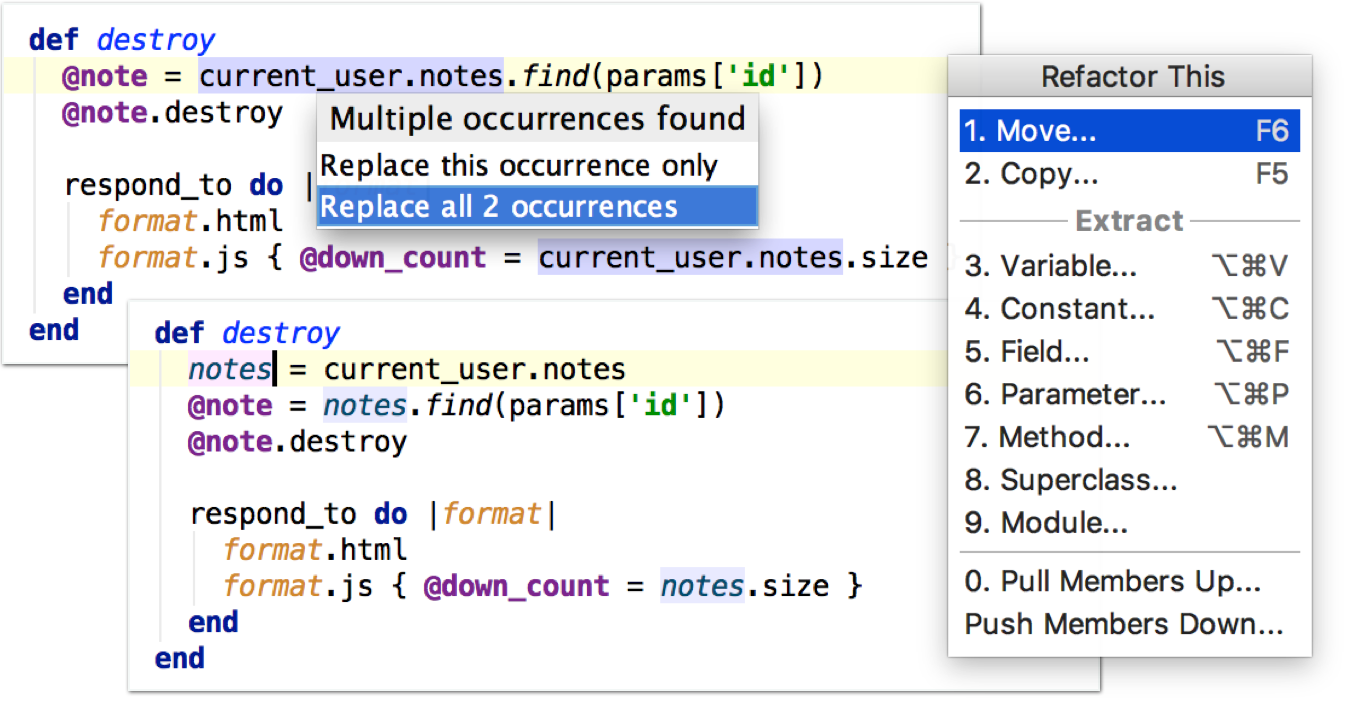 def destroy
@note = current_user.notes.find(params['id'])
@note.destroy
Multiple occurrences found
Replace this occurrence only
Replace all 2 occurrences
respond_to do |
format.html
format.js { @down_count = current_user.notes.size }
end
end
def destroy
notes = current_user.notes
@note = notes.find(params['id'])
@note.destroy
respond_to do |format|
format.html
format.js { @down_count = notes.size }
end
end
Refactor This
1. Move... F6
2. Copy... F5
Extract
3. Variable... ⌥⌘V
4. Constant... ⌥⌘C
5. Field... ⌥⌘F
6. Parameter... ⌥⌘P
7. Method... ⌥⌘M
8. Superclass...
9. Module...
0. Pull Members Up...
Push Members Down...